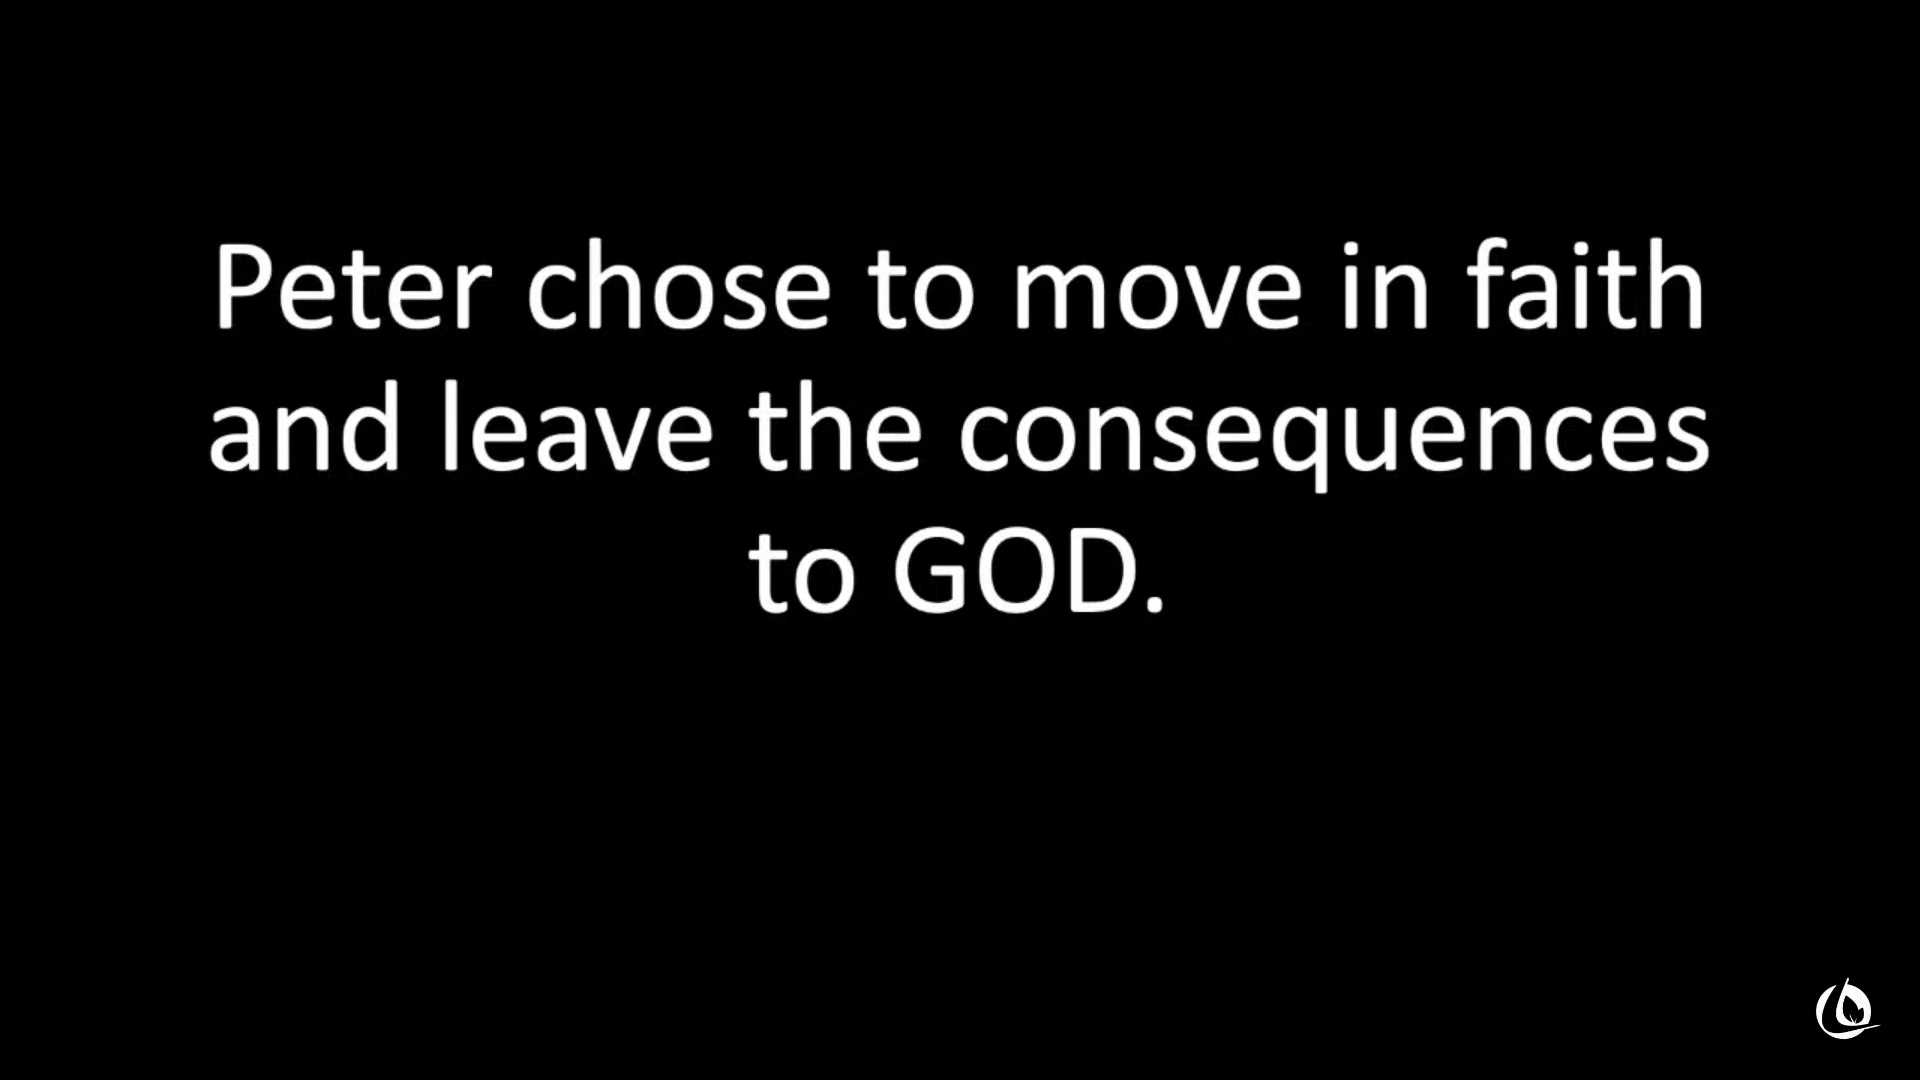 Peter chose to move in faith
and leave the consequences
to GOD.